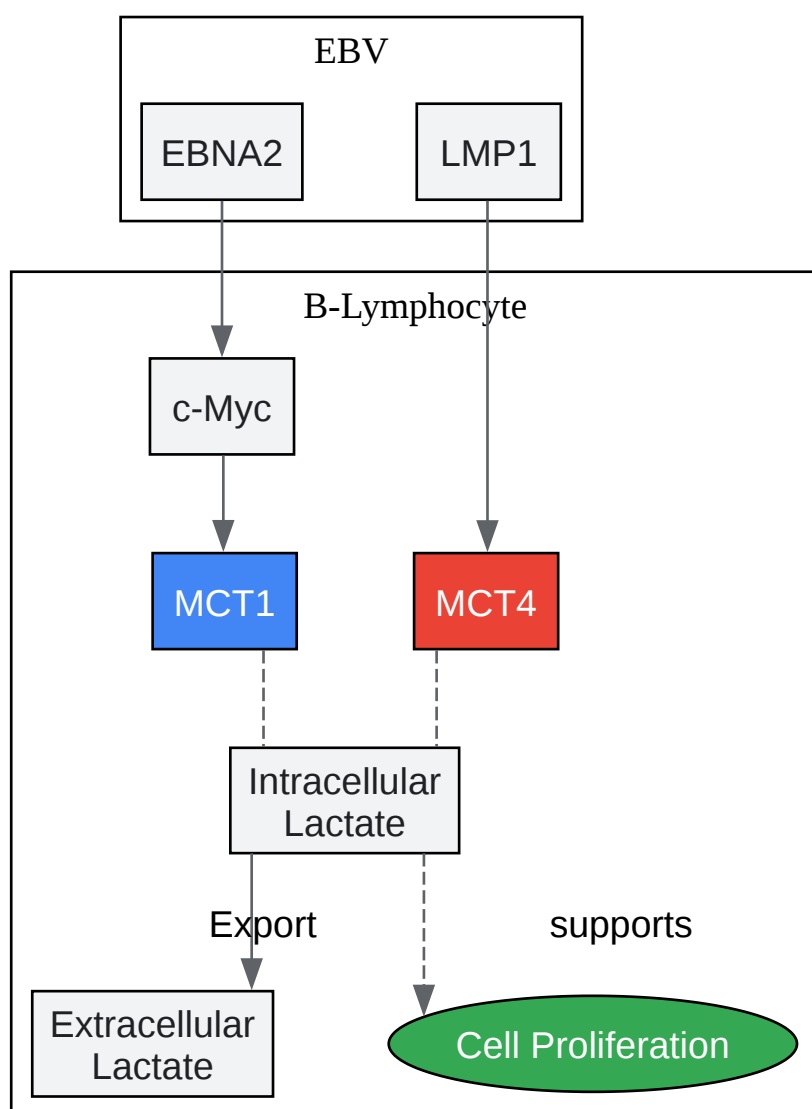 EBV
EBNA2
LMP1
B-Lymphocyte
c-Myc
MCT1
MCT4
Intracellular
Lactate
Export
supports
Extracellular
Lactate
Cell Proliferation